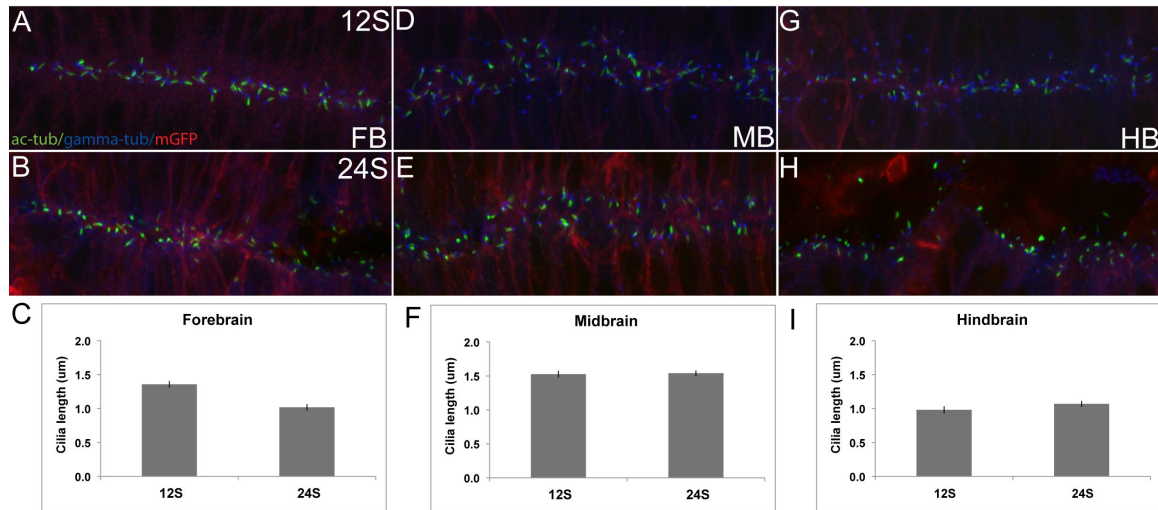 A
12S
ac-tub/gamma-tub/mGFP
FB
D
MB
G
HB
B
24S
E
H
C
Forebrain
Cilia length (um)
2.0
1.5
1.0
0.5
0.0
12S
24S
F
Midbrain
Cilia length (um)
2.0
1.5
1.0
0.5
0.0
12S
24S
I
Hindbrain
Cilia length (um)
2.0
1.5
1.0
0.5
0.0
12S
24S